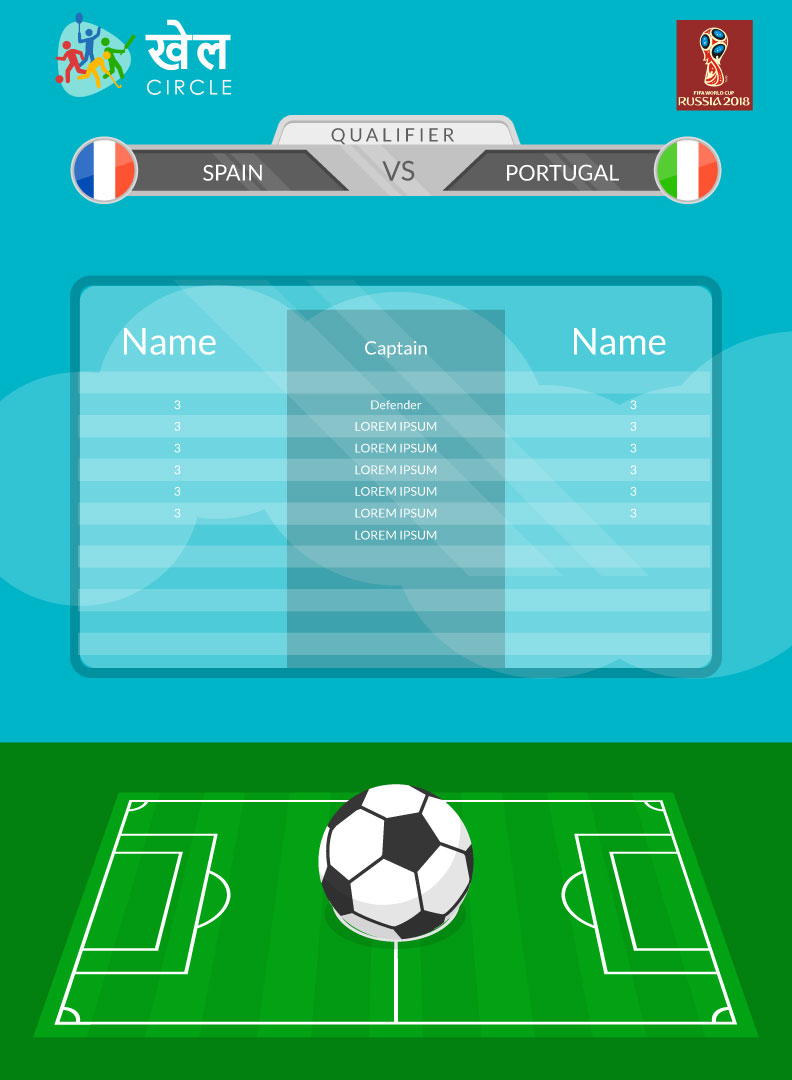 खेल
CIRCLE
FIFA WORLD CUP
RUSSIA 2018
QUALIFIER
SPAIN VS PORTUGAL
Name Captain Name
3 Defender 3
3 LOREM IPSUM 3
3 LOREM IPSUM 3
3 LOREM IPSUM 3
3 LOREM IPSUM 3
3 LOREM IPSUM 3
LOREM IPSUM